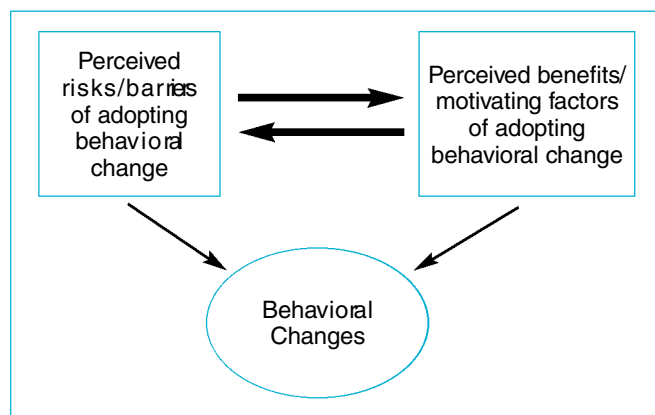 Perceived
risks/barriers
of adopting
behavioral
change
Perceived benefits/
motivating factors
of adopting
behavioral change
Behavioral
Changes